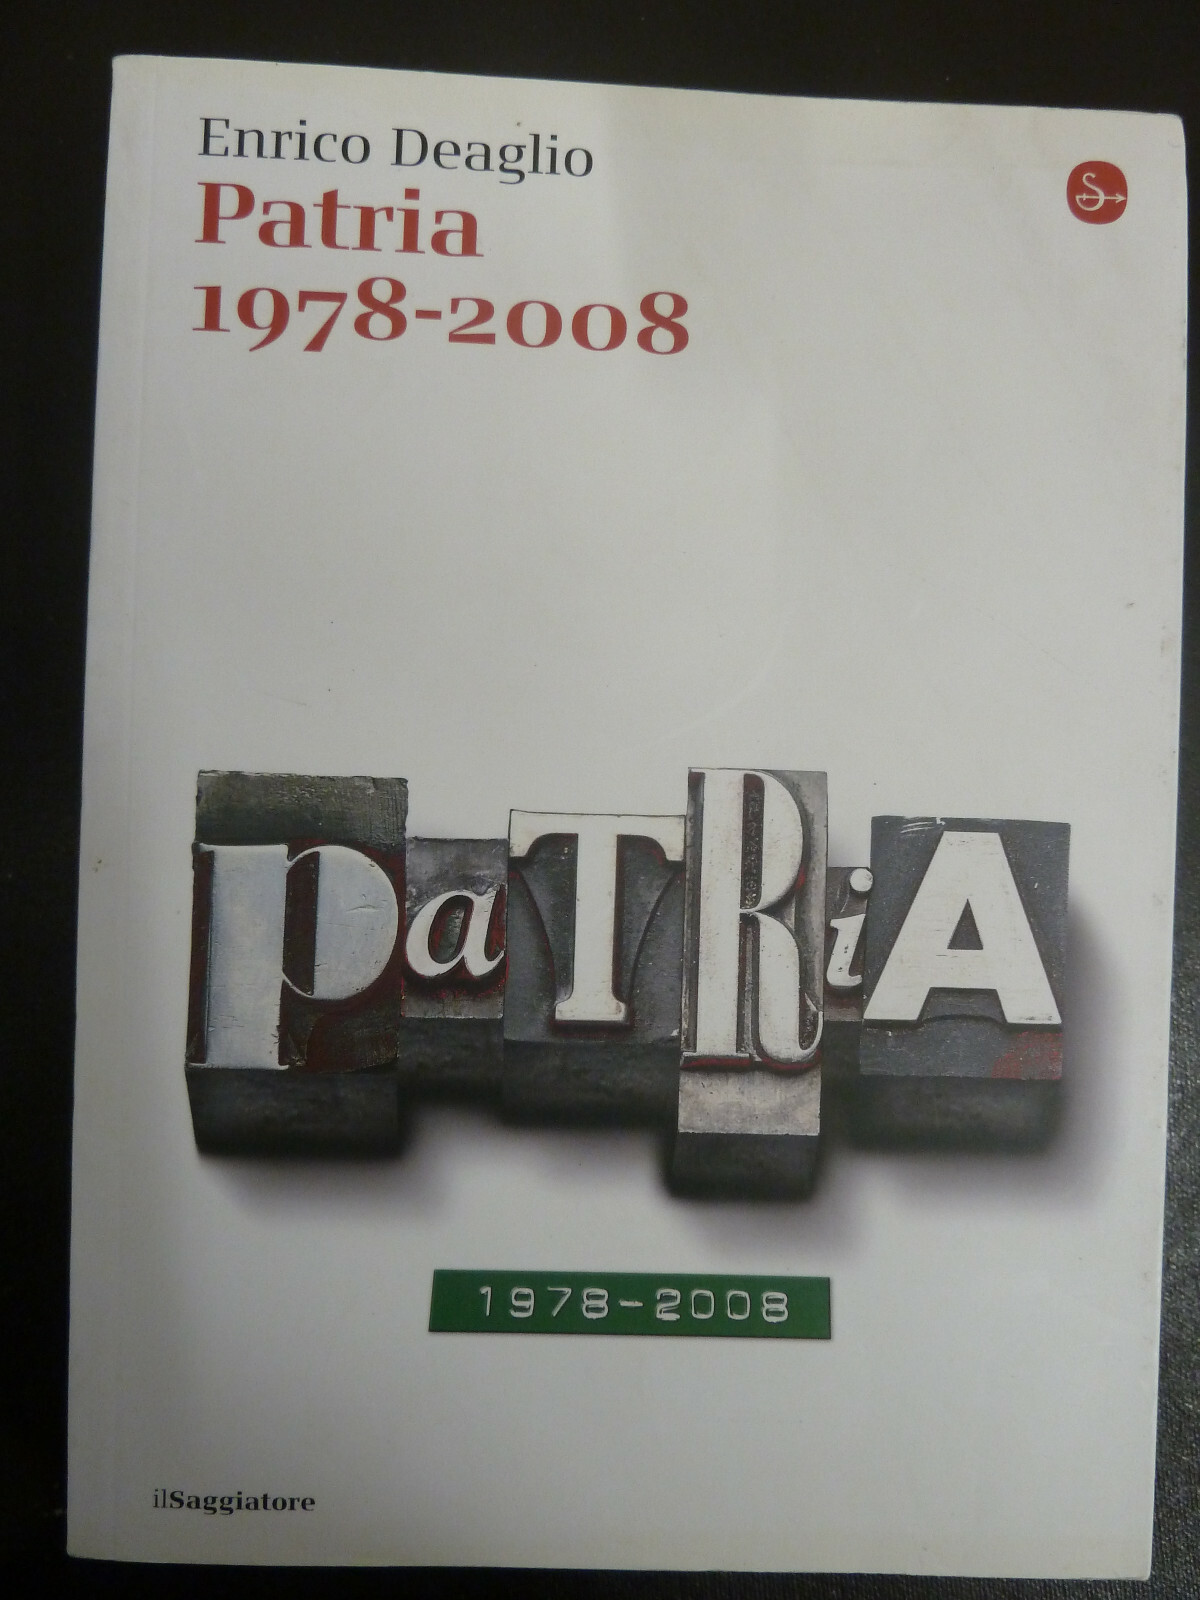 Enrico Deaglio
Patria
1978-2008
PaTRiA
1978-2008
ilSaggiatore